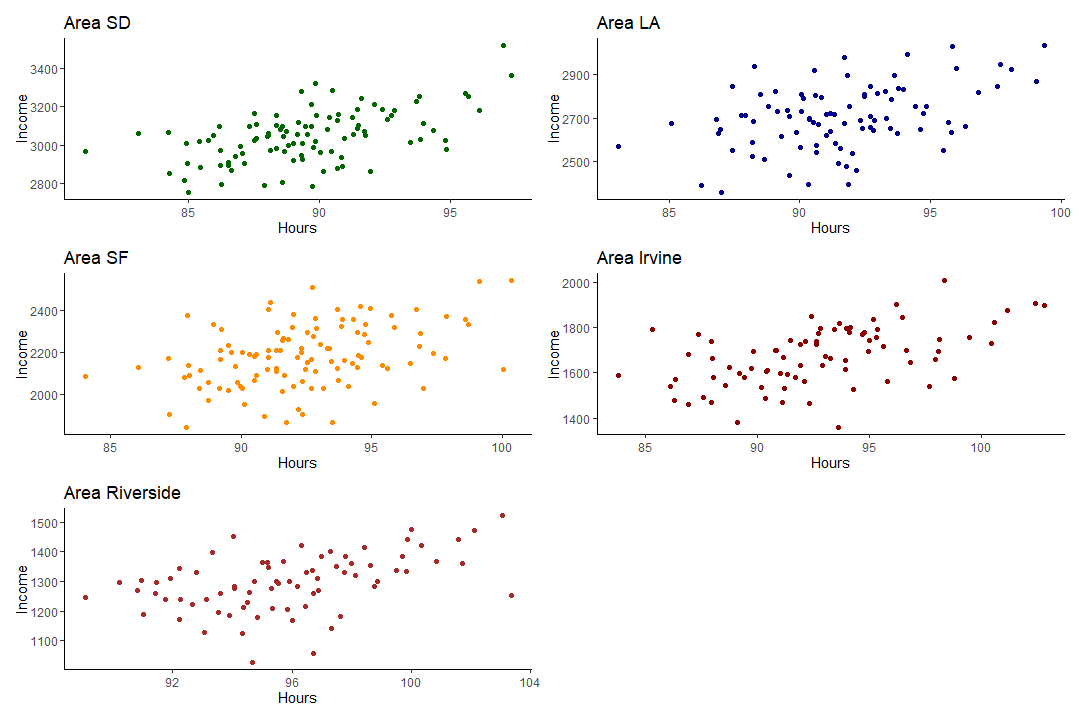 Area SD
Income
3400
3200
3000
2800
85
90
95
Hours
Area LA
Income
2900
2700
2500
85
90
95
100
Hours
Area SF
Income
2400
2200
2000
85
90
95
100
Hours
Area Irvine
Income
2000
1800
1600
1400
85
90
95
100
Hours
Area Riverside
Income
1500
1400
1300
1200
1100
92
96
100
104
Hours